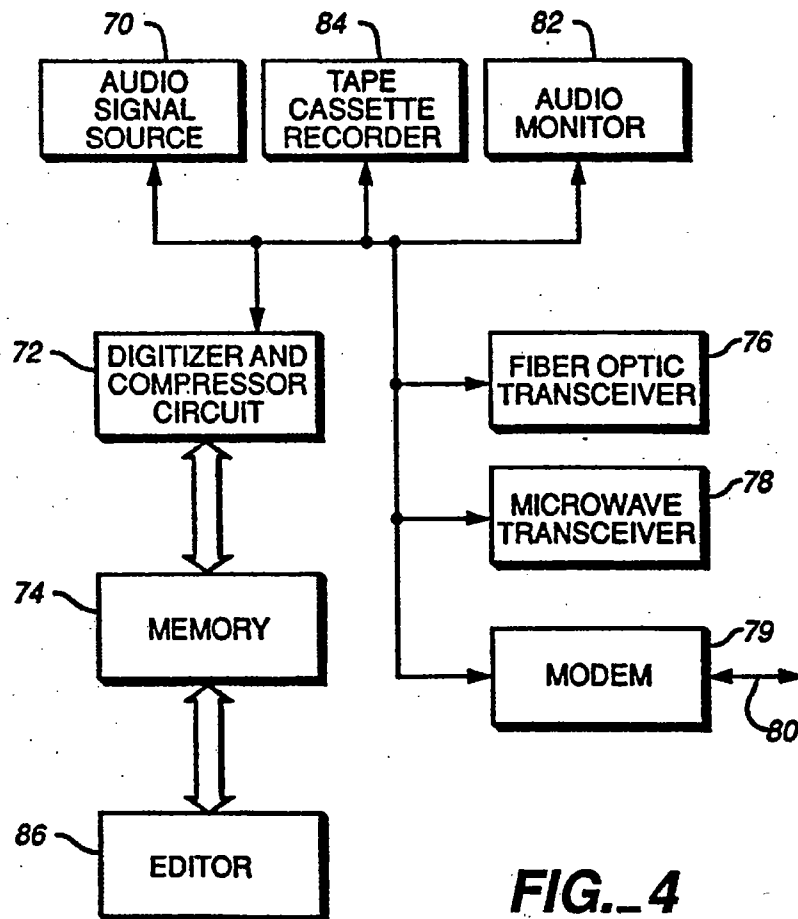 70
84
82
AUDIO
SIGNAL
SOURCE
TAPE
CASSETTE
RECORDER
AUDIO
MONITOR
72
DIGITIZER AND
COMPRESSOR
CIRCUIT
76
FIBER OPTIC
TRANSCEIVER
78
MICROWAVE
TRANSCEIVER
74
MEMORY
79
MODEM
80
86
EDITOR
FIG._4